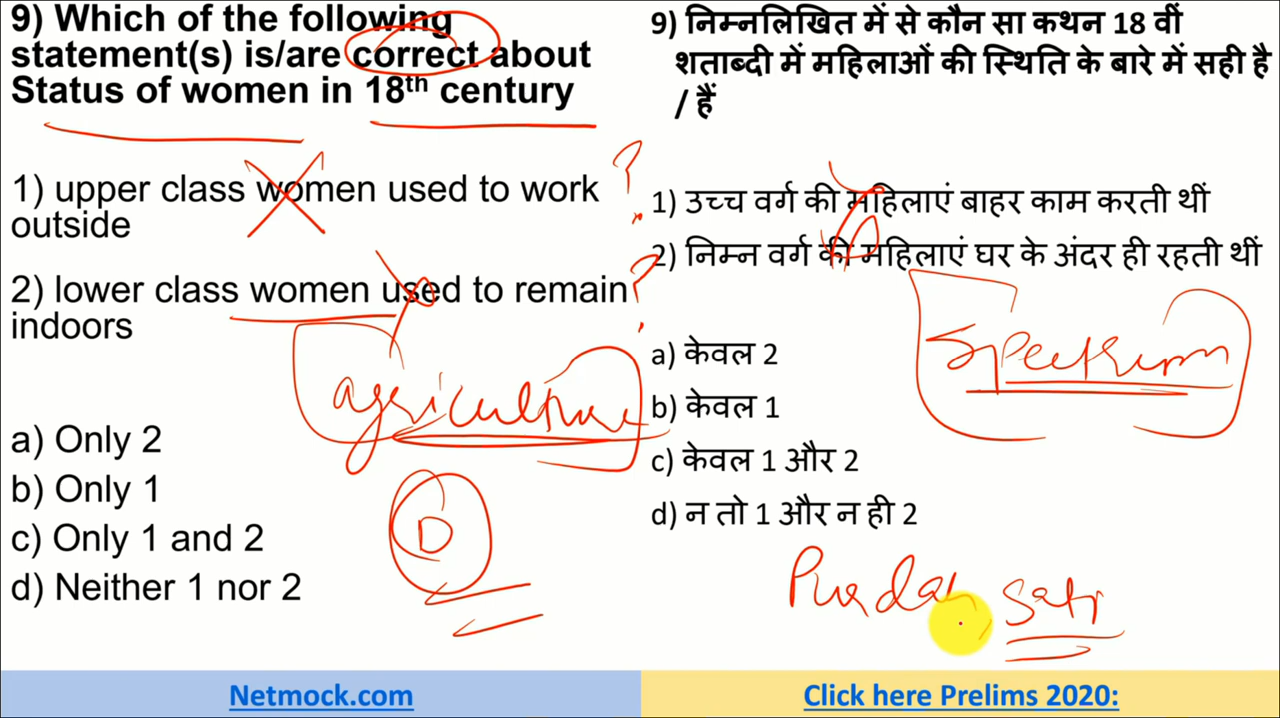 9) Which of the following
statement(s) is/are correct about
Status of women in 18th century
1) upper class women used to work
outside
2) lower class women used to remain
indoors
agriculture
a) Only 2
b) Only 1
c) Only 1 and 2
d) Neither 1 nor 2
D
9) निम्नलिखित में से कौन सा कथन 18 वीं
शताब्दी में महिलाओं की स्थिति के बारे में सही है
/ हैं
1) उच्च वर्ग की महिलाएं बाहर काम करती थीं
2) निम्न वर्ग की महिलाएं घर के अंदर ही रहती थीं
Spectrum
a) केवल 2
b) केवल 1
c) केवल 1 और 2
d) न तो 1 और न ही 2
Purdah, Sati
Netmock.com
Click here Prelims 2020: